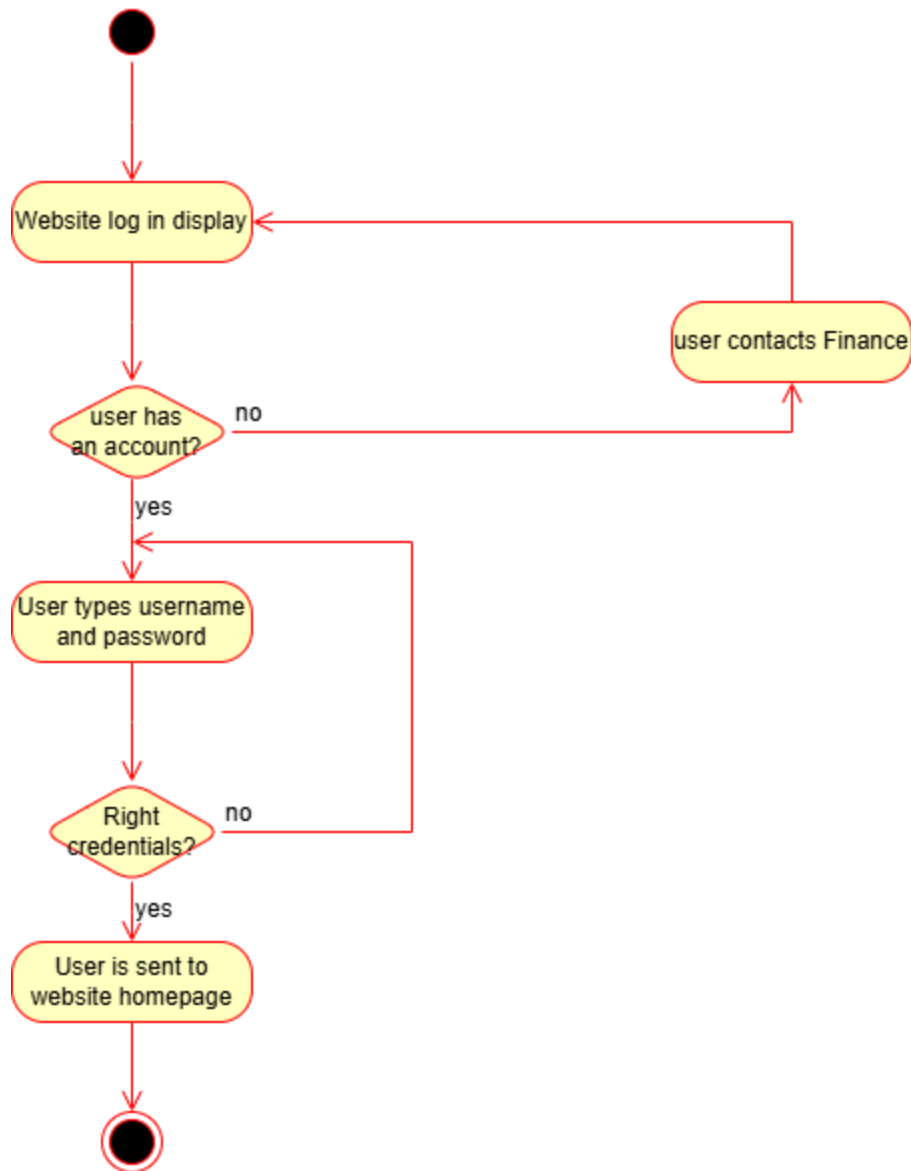 Website log in display
user contacts Finance
user has
an account?
no
yes
User types username
and password
Right
credentials?
no
yes
User is sent to
website homepage